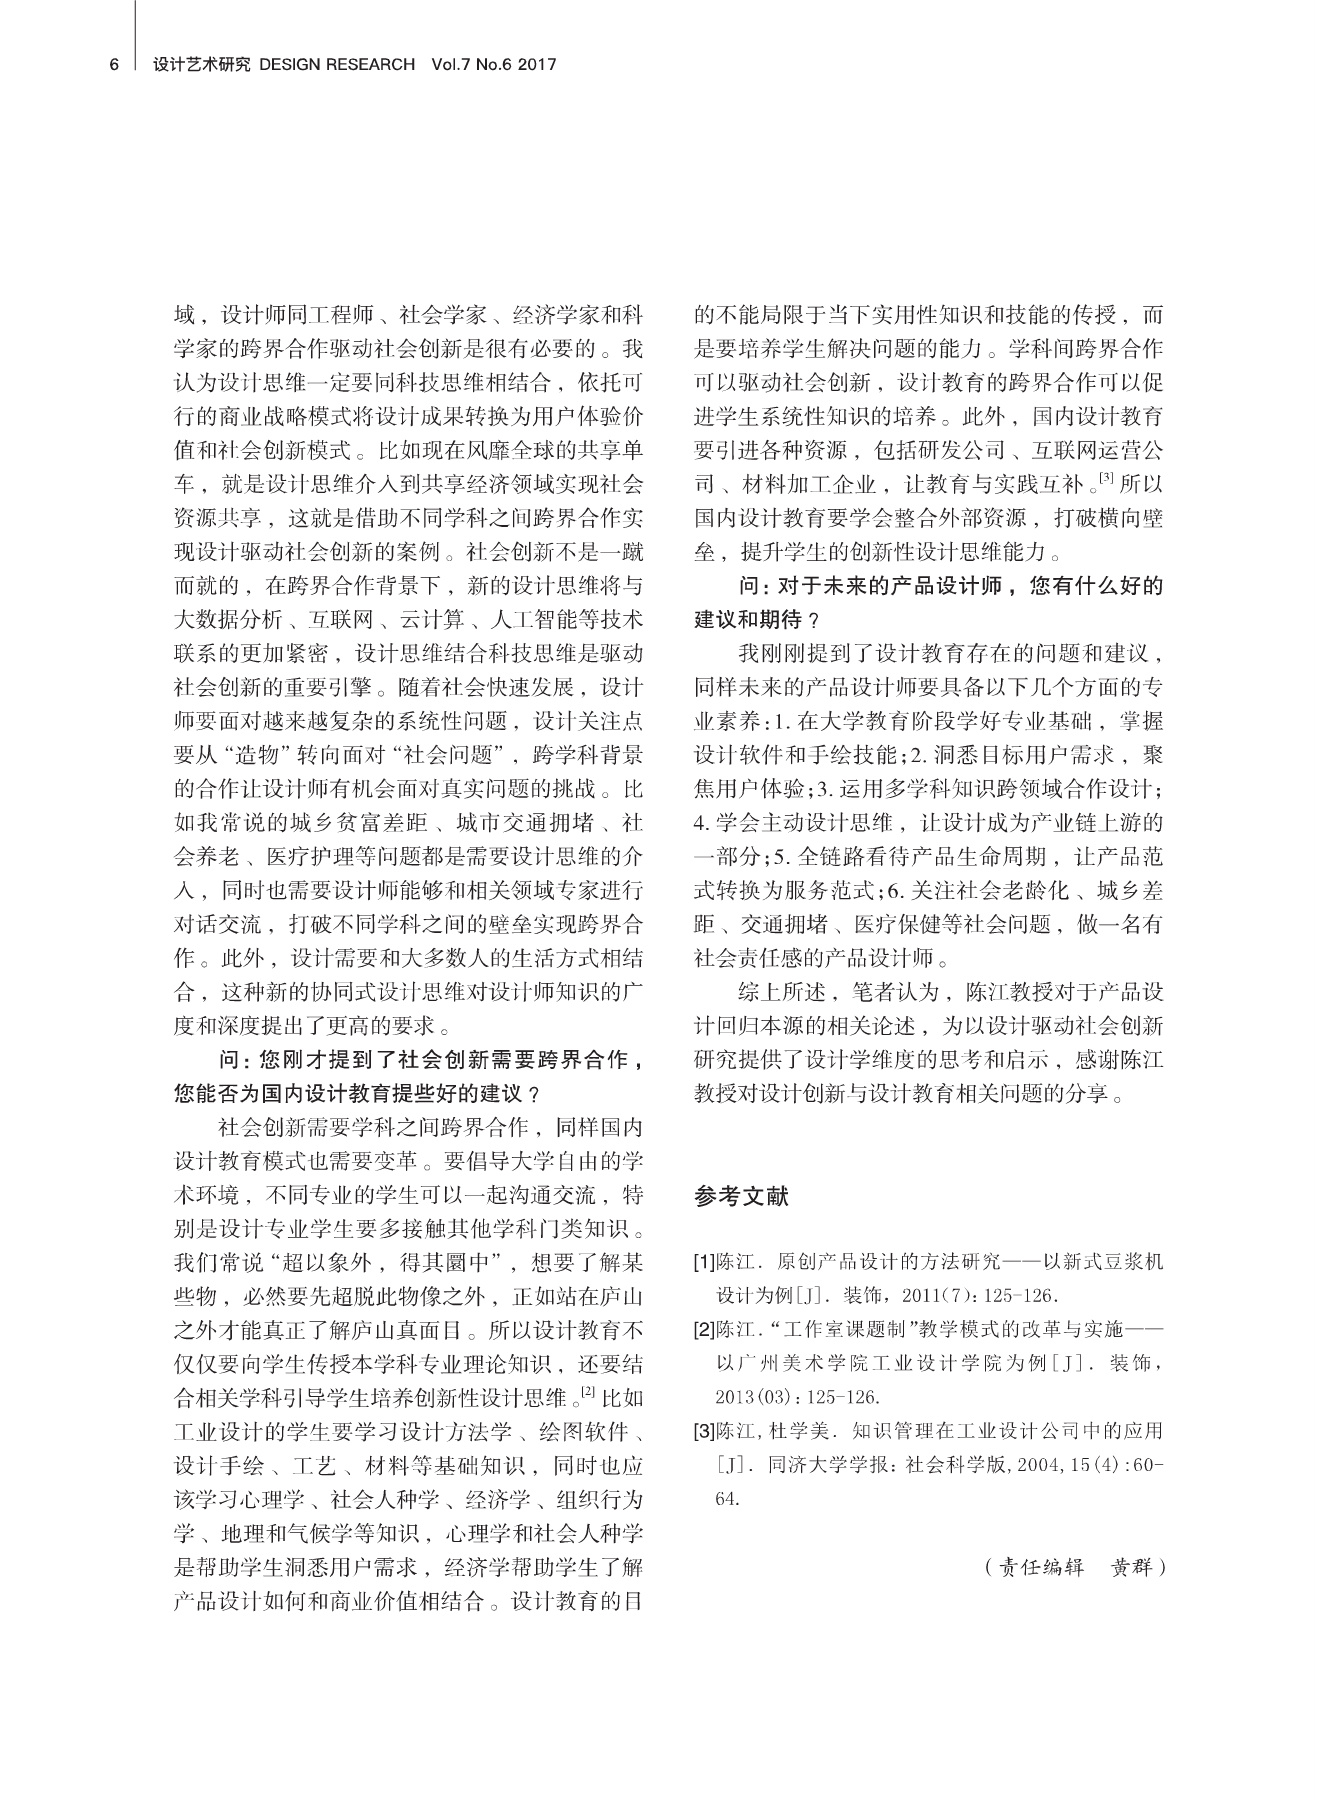 6 设计艺术研究 DESIGN RESEARCH Vol.7 No.6 2017
域，设计师同工程师、社会学家、经济学家和科
学家的跨界合作驱动社会创新是很有必要的。我
认为设计思维一定要同科技思维相结合，依托可
行的商业战略模式将设计成果转换为用户体验价
值和社会创新模式。比如现在风靡全球的共享单
车，就是设计思维介入到共享经济领域实现社会
资源共享，这就是借助不同学科之间跨界合作实
现设计驱动社会创新的案例。社会创新不是一蹴
而就的，在跨界合作背景下，新的设计思维将与
大数据分析、互联网、云计算、人工智能等技术
联系的更加紧密，设计思维结合科技思维是驱动
社会创新的重要引擎。随着社会快速发展，设计
师要面对越来越复杂的系统性问题，设计关注点
要从“造物”转向面对“社会问题”，跨学科背景
的合作让设计师有机会面对真实问题的挑战。比
如我常说的城乡贫富差距、城市交通拥堵、社
会养老、医疗护理等问题都是需要设计思维的介
入，同时也需要设计师能够和相关领域专家进行
对话交流，打破不同学科之间的壁垒实现跨界合
作。此外，设计需要和大多数人的生活方式相结
合，这种新的协同式设计思维对设计师知识的广
度和深度提出了更高的要求。
问：您刚才提到了社会创新需要跨界合作，
您能否为国内设计教育提些好的建议？
社会创新需要学科之间跨界合作，同样国内
设计教育模式也需要变革。要倡导大学自由的学
术环境，不同专业的学生可以一起沟通交流，特
别是设计专业学生要多接触其他学科门类知识。
我们常说“超以象外，得其圜中”，想要了解某
些物，必然要先超脱此物像之外，正如站在庐山
之外才能真正了解庐山真面目。所以设计教育不
仅仅要向学生传授本学科专业理论知识，还要结
合相关学科引导学生培养创新性设计思维。[2] 比如
工业设计的学生要学习设计方法学、绘图软件、
设计手绘、工艺、材料等基础知识，同时也应
该学习心理学、社会人种学、经济学、组织行为
学、地理和气候学等知识，心理学和社会人种学
是帮助学生洞悉用户需求，经济学帮助学生了解
产品设计如何和商业价值相结合。设计教育的目
的不能局限于当下实用性知识和技能的传授，而
是要培养学生解决问题的能力。学科间跨界合作
可以驱动社会创新，设计教育的跨界合作可以促
进学生系统性知识的培养。此外，国内设计教育
要引进各种资源，包括研发公司、互联网运营公
司、材料加工企业，让教育与实践互补。[3] 所以
国内设计教育要学会整合外部资源，打破横向壁
垒，提升学生的创新性设计思维能力。
问：对于未来的产品设计师，您有什么好的
建议和期待？
我刚刚提到了设计教育存在的问题和建议，
同样未来的产品设计师要具备以下几个方面的专
业素养：1. 在大学教育阶段学好专业基础，掌握
设计软件和手绘技能；2. 洞悉目标用户需求，聚
焦用户体验；3. 运用多学科知识跨领域合作设计；
4. 学会主动设计思维，让设计成为产业链上游的
一部分；5. 全链路看待产品生命周期，让产品范
式转换为服务范式；6. 关注社会老龄化、城乡差
距、交通拥堵、医疗保健等社会问题，做一名有
社会责任感的产品设计师。
综上所述，笔者认为，陈江教授对于产品设
计回归本源的相关论述，为以设计驱动社会创新
研究提供了设计学维度的思考和启示，感谢陈江
教授对设计创新与设计教育相关问题的分享。
参考文献
[1]陈江．原创产品设计的方法研究——以新式豆浆机
设计为例[J]．装饰，2011(7)：125-126.
[2]陈江．“工作室课题制”教学模式的改革与实施——
以广州美术学院工业设计学院为例[J]．装饰，
2013(03)：125-126.
[3]陈江,杜学美．知识管理在工业设计公司中的应用
[J]．同济大学学报：社会科学版,2004,15(4):60-
64.
（责任编辑 黄群）